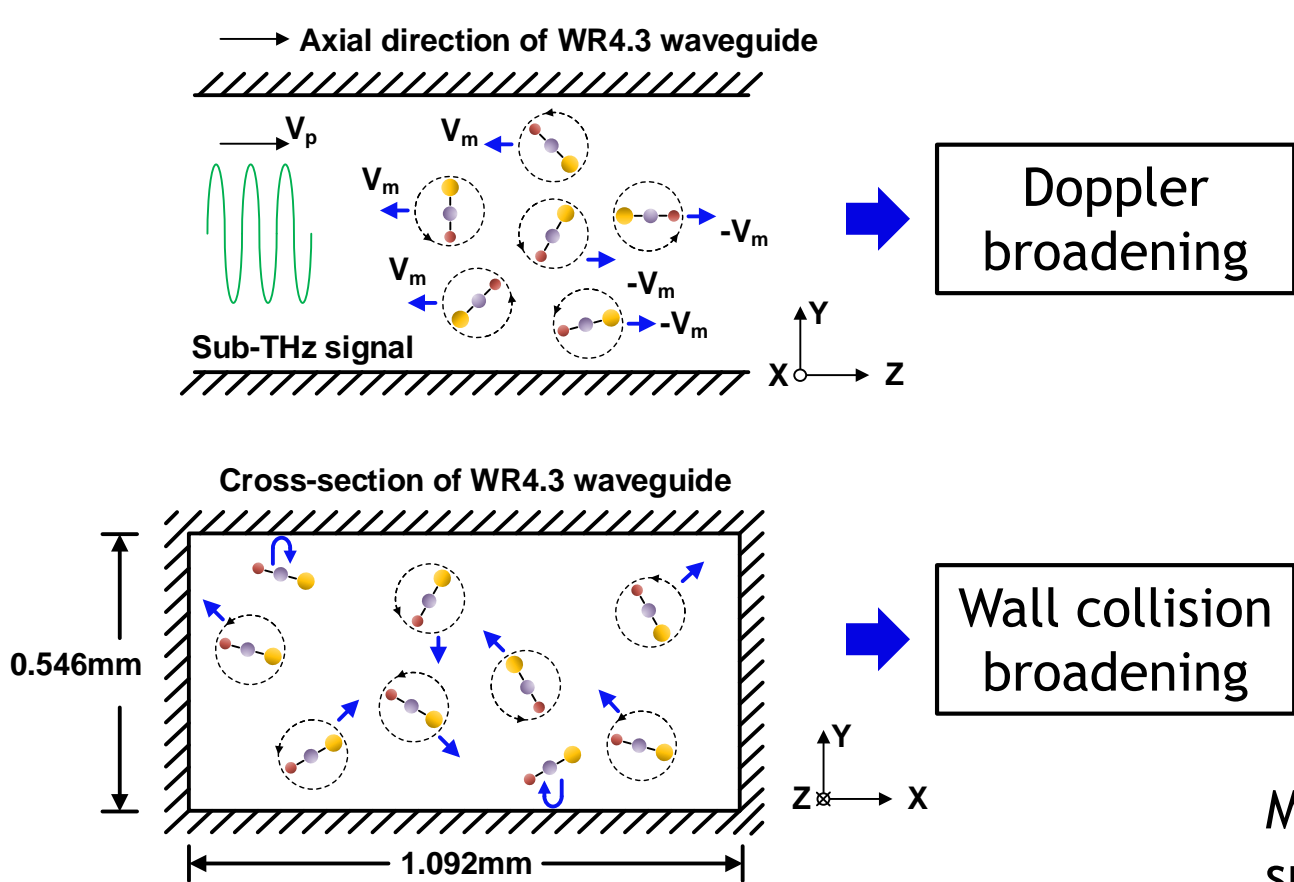 Axial direction of WR4.3 waveguide
Vp
Vm
Vm
-Vm
Vm
-Vm
-Vm
Sub-THz signal
Y
X
Z
Doppler
broadening
Cross-section of WR4.3 waveguide
0.546mm
1.092mm
Y
Z
X
Wall collision
broadening